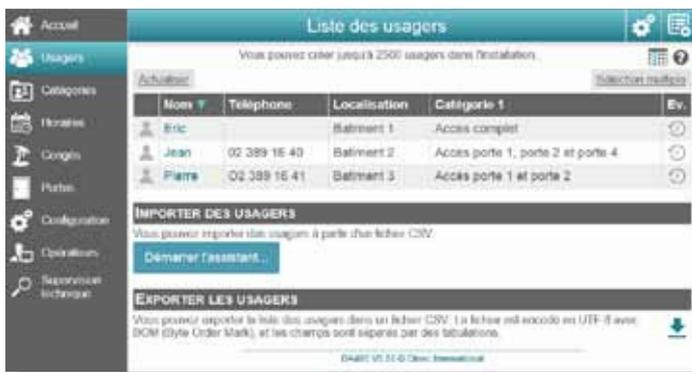 Accueil
Liste des usagers
Usagers
Vous pouvez créer jusqu'à 2500 usagers dans l'installation.
Actualiser
Sélection multiple
Catégories
Nom ▼ Téléphone Localisation Catégorie 1 Ev.
Horaires
Eric Batiment 1 Accès complet
Congés
Jean 02 389 16 40 Batiment 2 Accès porte 1, porte 2 et porte 4
Portes
Pierre 02 389 16 41 Batiment 3 Accès porte 1 et porte 2
Configuration
IMPORTER DES USAGERS
Vous pouvez importer des usagers à partir d'un fichier CSV.
Opérateurs
Démarrer l'assistant...
Supervision
technique
EXPORTER LES USAGERS
Vous pouvez exporter la liste des usagers dans un fichier CSV. Le fichier est encodé en UTF-8 avec
BOM (Byte Order Mark), et les champs sont séparés par des tabulations.
International